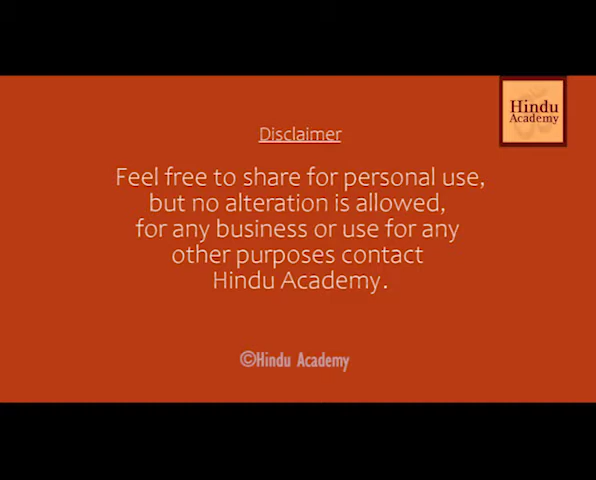 Hindu
Academy
Disclaimer
Feel free to share for personal use,
but no alteration is allowed,
for any business or use for any
other purposes contact
Hindu Academy.
©Hindu Academy